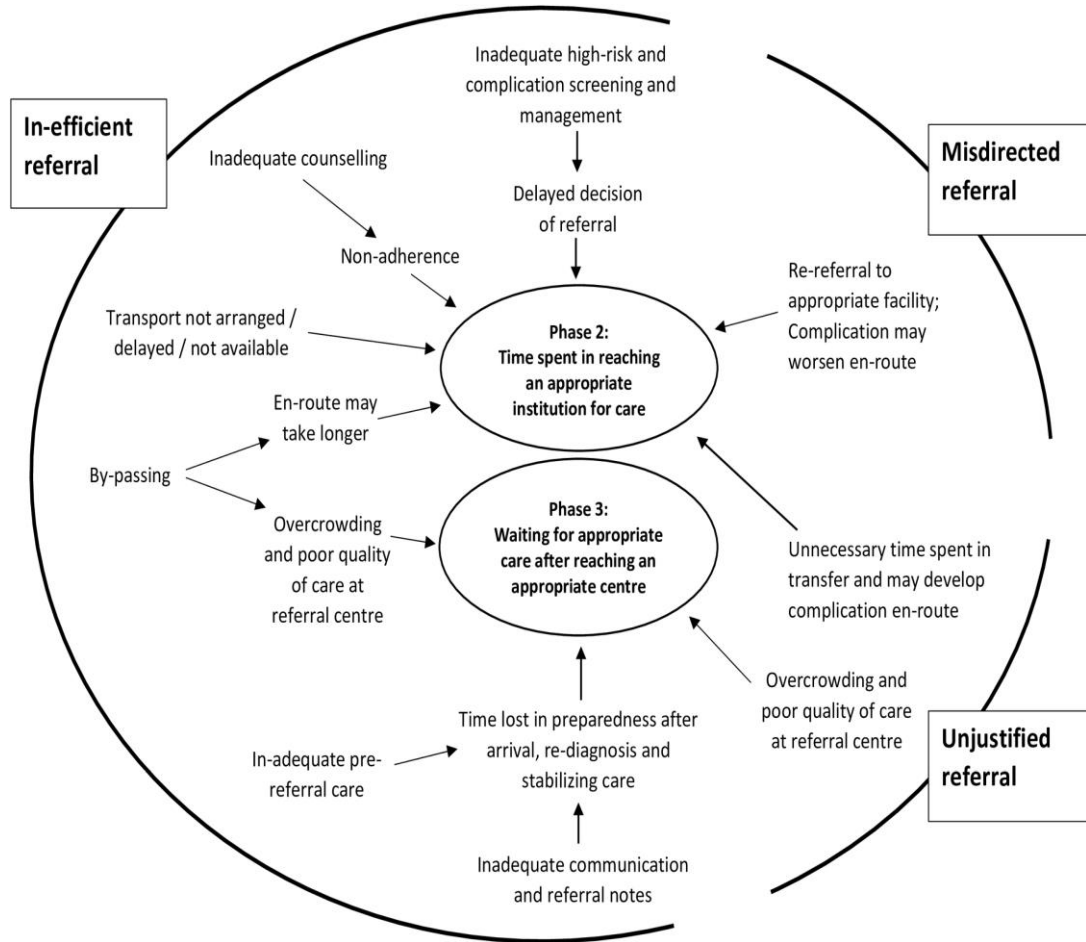 Inadequate high-risk and
complication screening and
management
In-efficient
referral
Misdirected
referral
Inadequate counselling
Delayed decision
of referral
Non-adherence
Re-referral to
appropriate facility;
Complication may
worsen en-route
Transport not arranged /
delayed / not available
Phase 2:
Time spent in reaching
an appropriate
institution for care
En-route may
take longer
By-passing
Phase 3:
Waiting for appropriate
care after reaching an
appropriate centre
Overcrowding
and poor quality
of care at
referral centre
Unnecessary time spent in
transfer and may develop
complication en-route
Overcrowding and
poor quality of care
at referral centre
Unjustified
referral
Time lost in preparedness after
arrival, re-diagnosis and
stabilizing care
In-adequate pre-
referral care
Inadequate communication
and referral notes